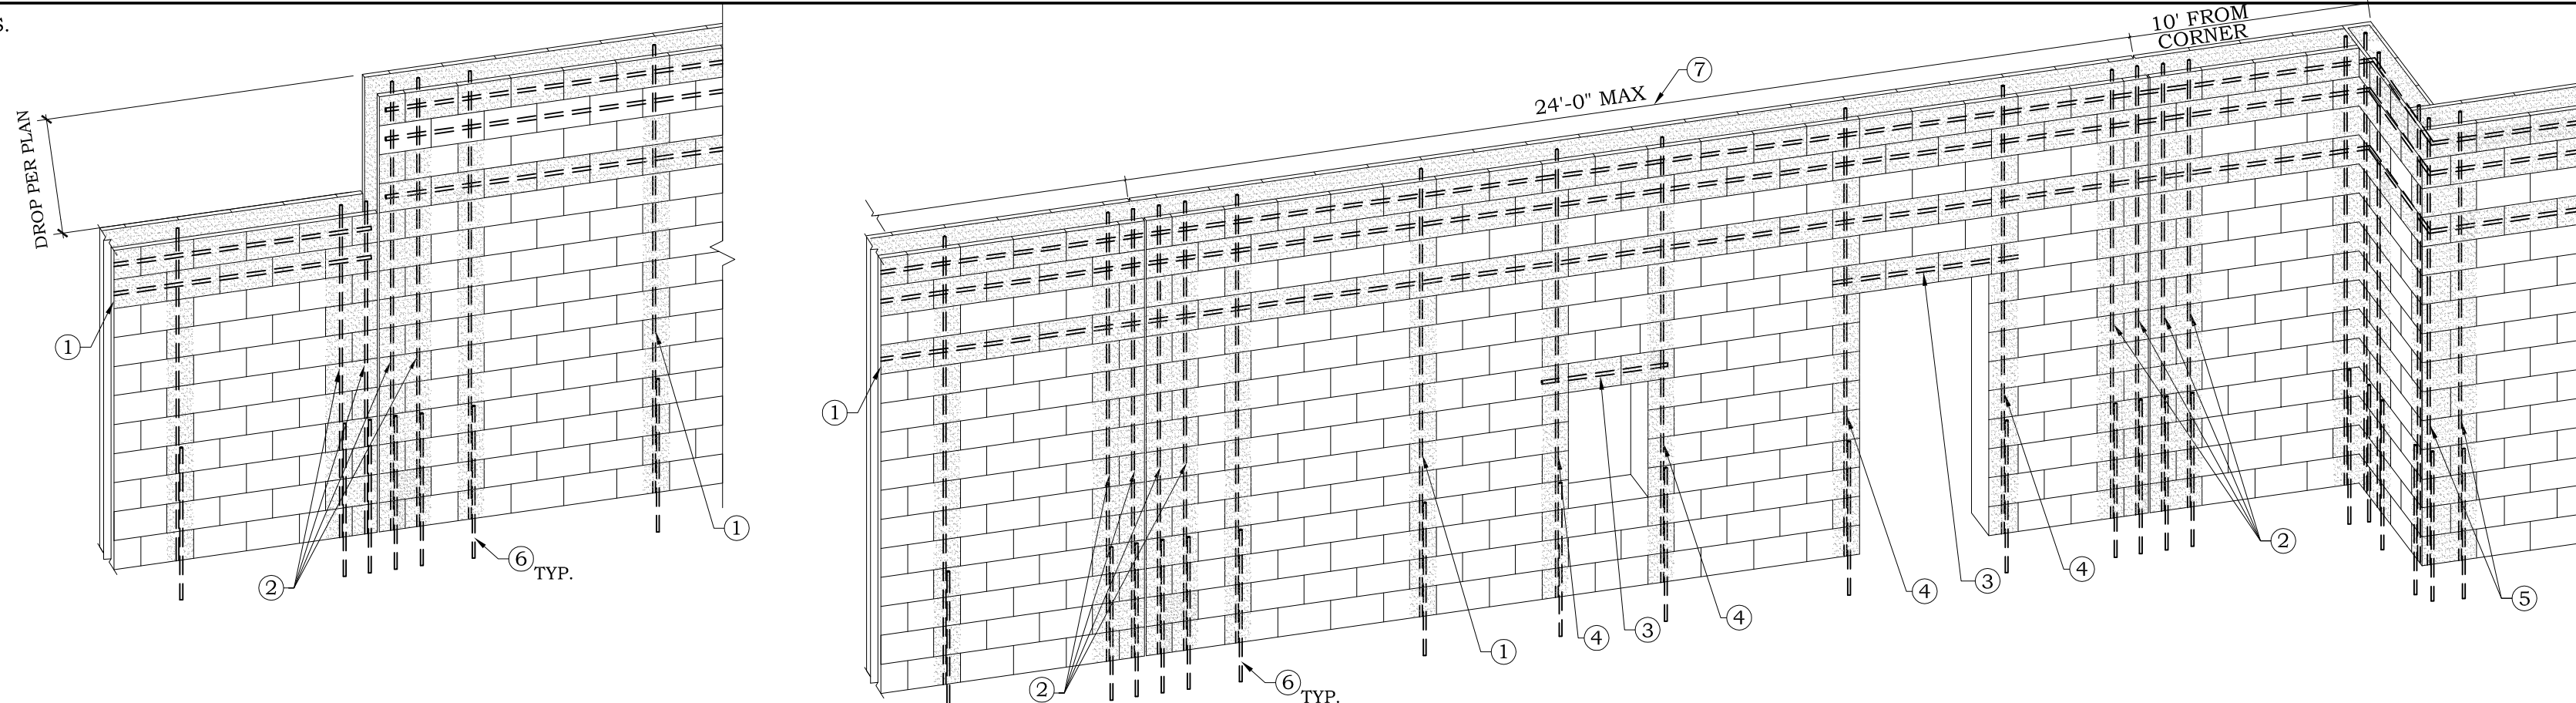 S.
DROP PER PLAN
①
②
⑥ TYP.
①
24'-0" MAX
⑦
10' FROM
CORNER
①
②
⑥ TYP.
①
④
③
④
④
③
④
②
⑤